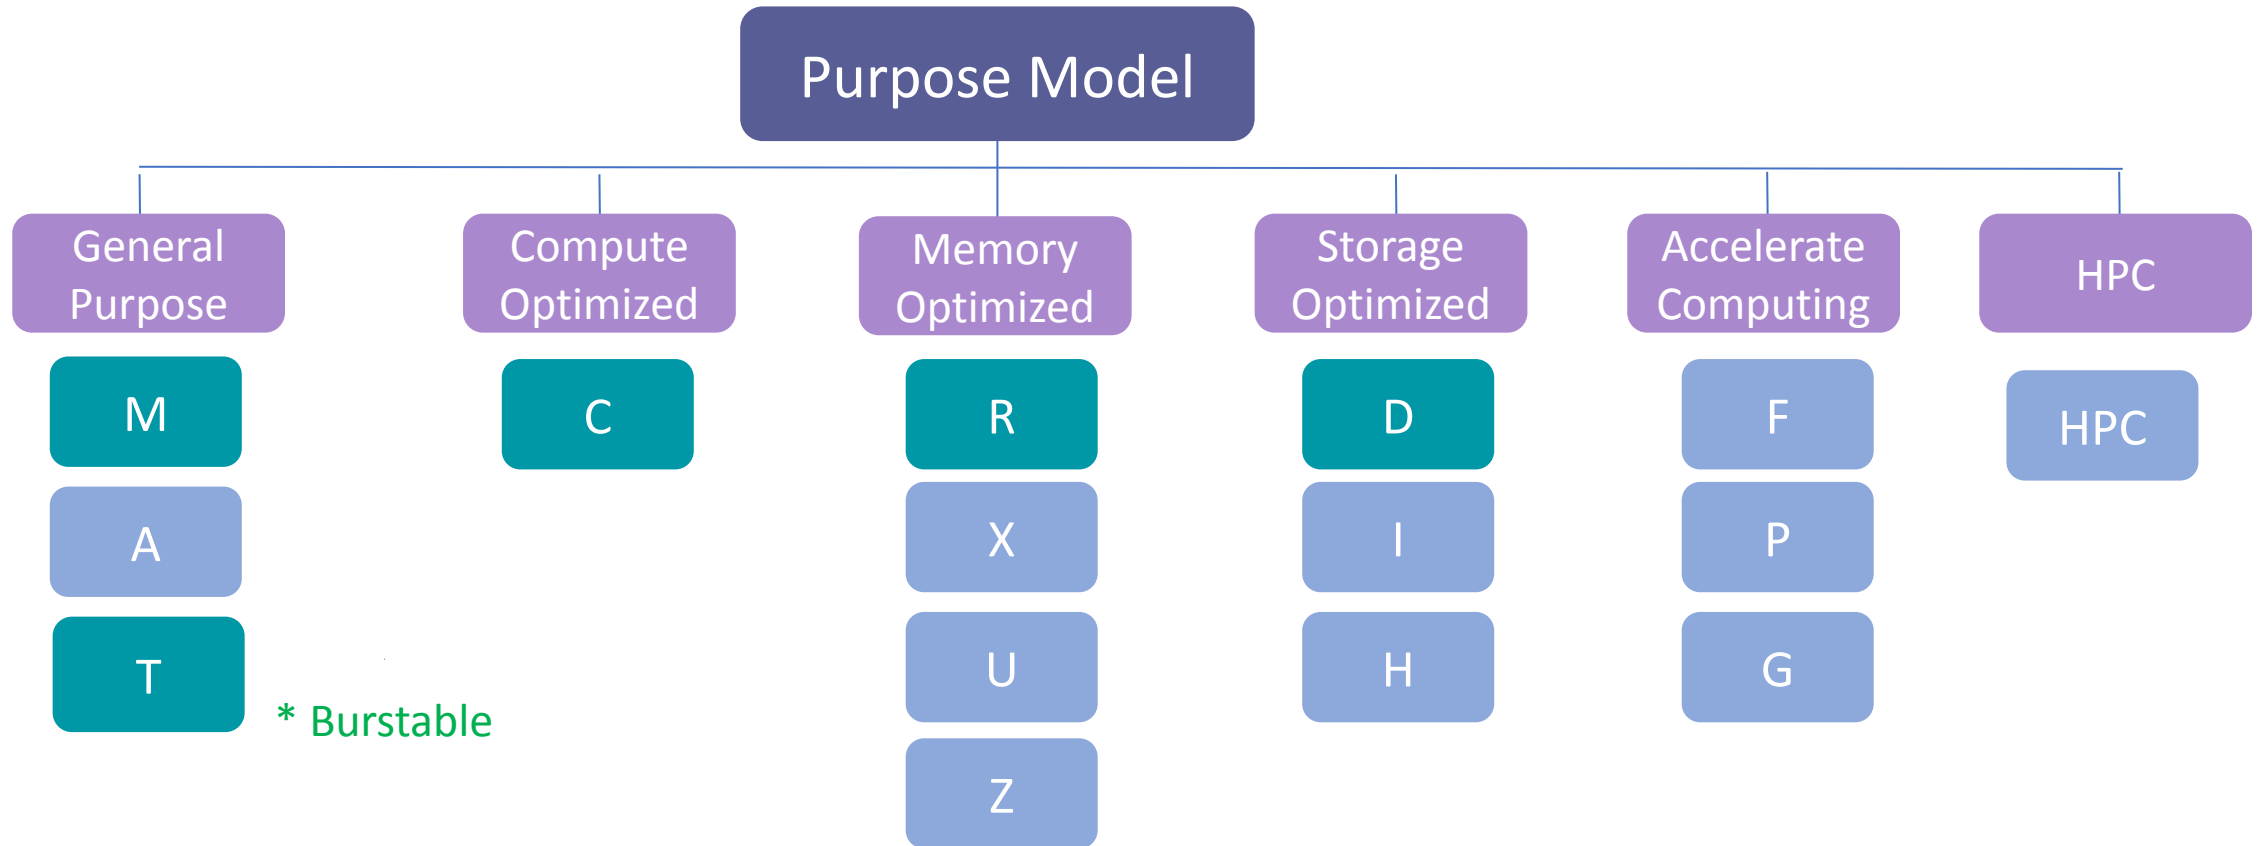 Purpose Model
General
Purpose
Compute
Optimized
Memory
Optimized
Storage
Optimized
Accelerate
Computing
HPC
M
A
T
* Burstable
C
R
X
U
Z
D
I
H
F
P
G
HPC